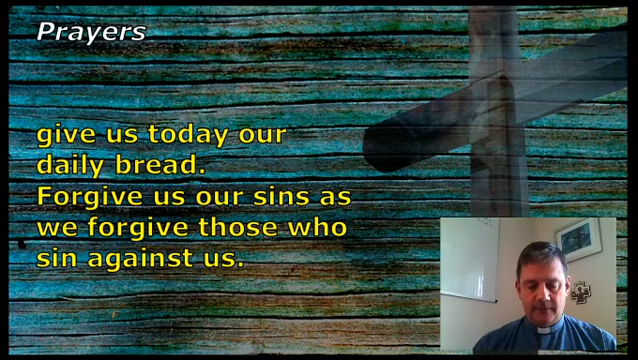 Prayers
give us today our
daily bread.
Forgive us our sins as
we forgive those who
sin against us.